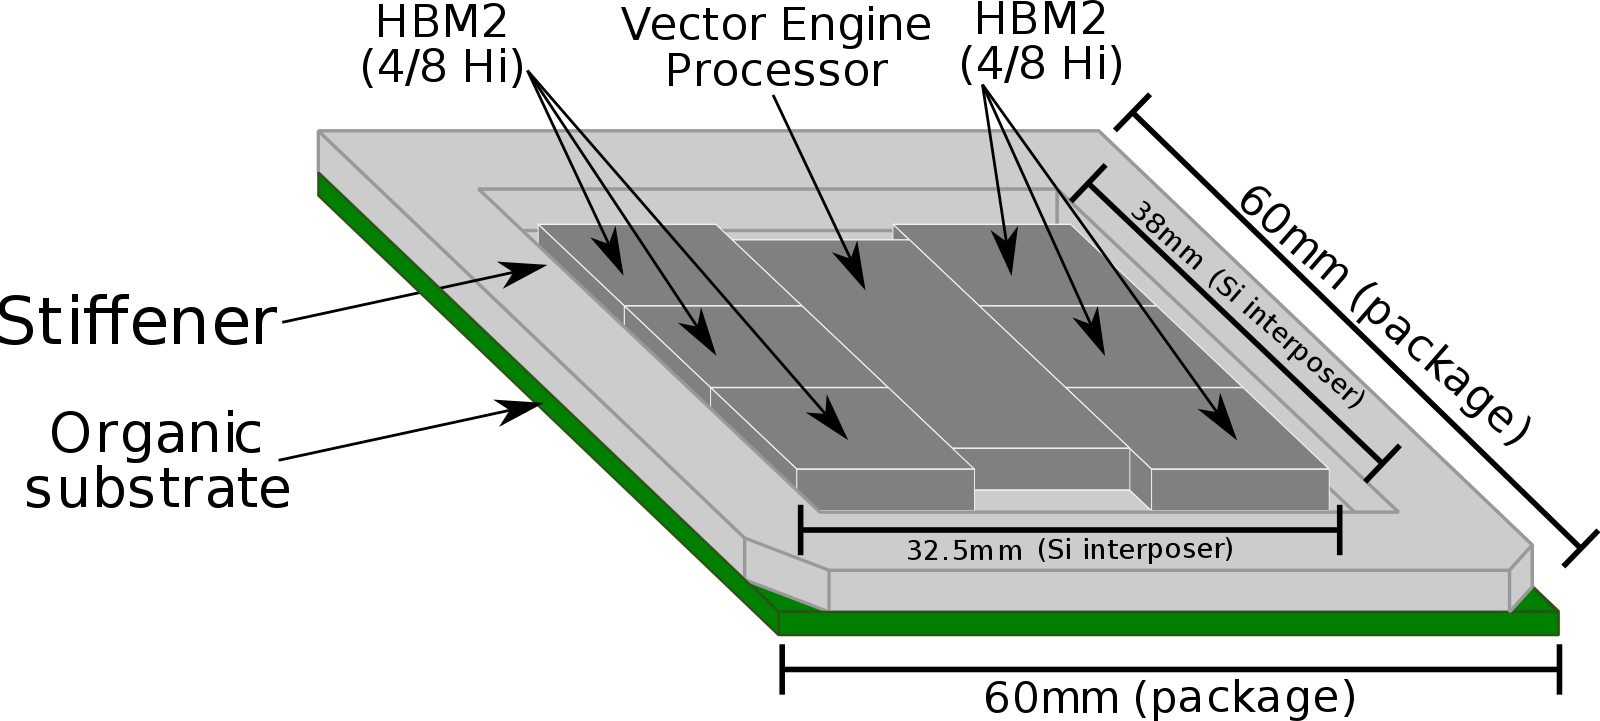 HBM2
(4/8 Hi)
Vector Engine
Processor
HBM2
(4/8 Hi)
60mm (package)
38mm (Si interposer)
Stiffener
Organic
substrate
32.5mm (Si interposer)
60mm (package)